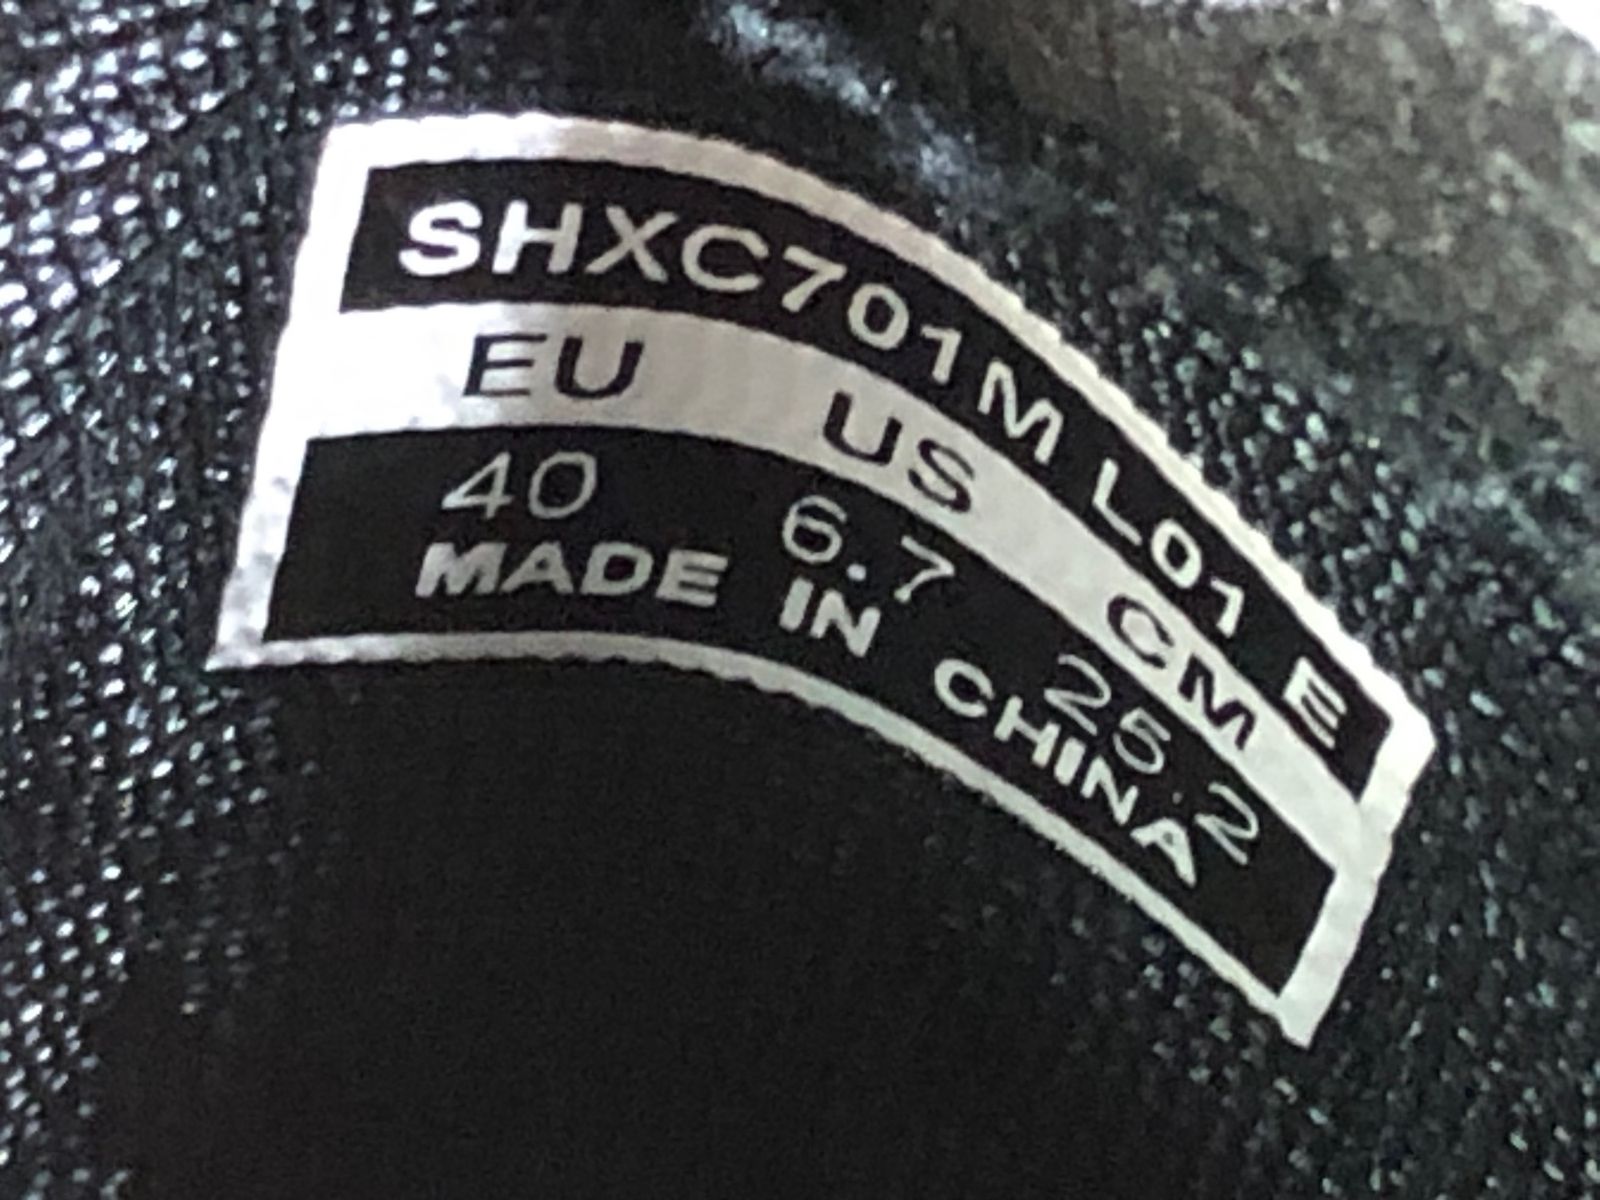 SHXC701M L01 E
EU US CM
40 6.7 25.2
MADE IN CHINA